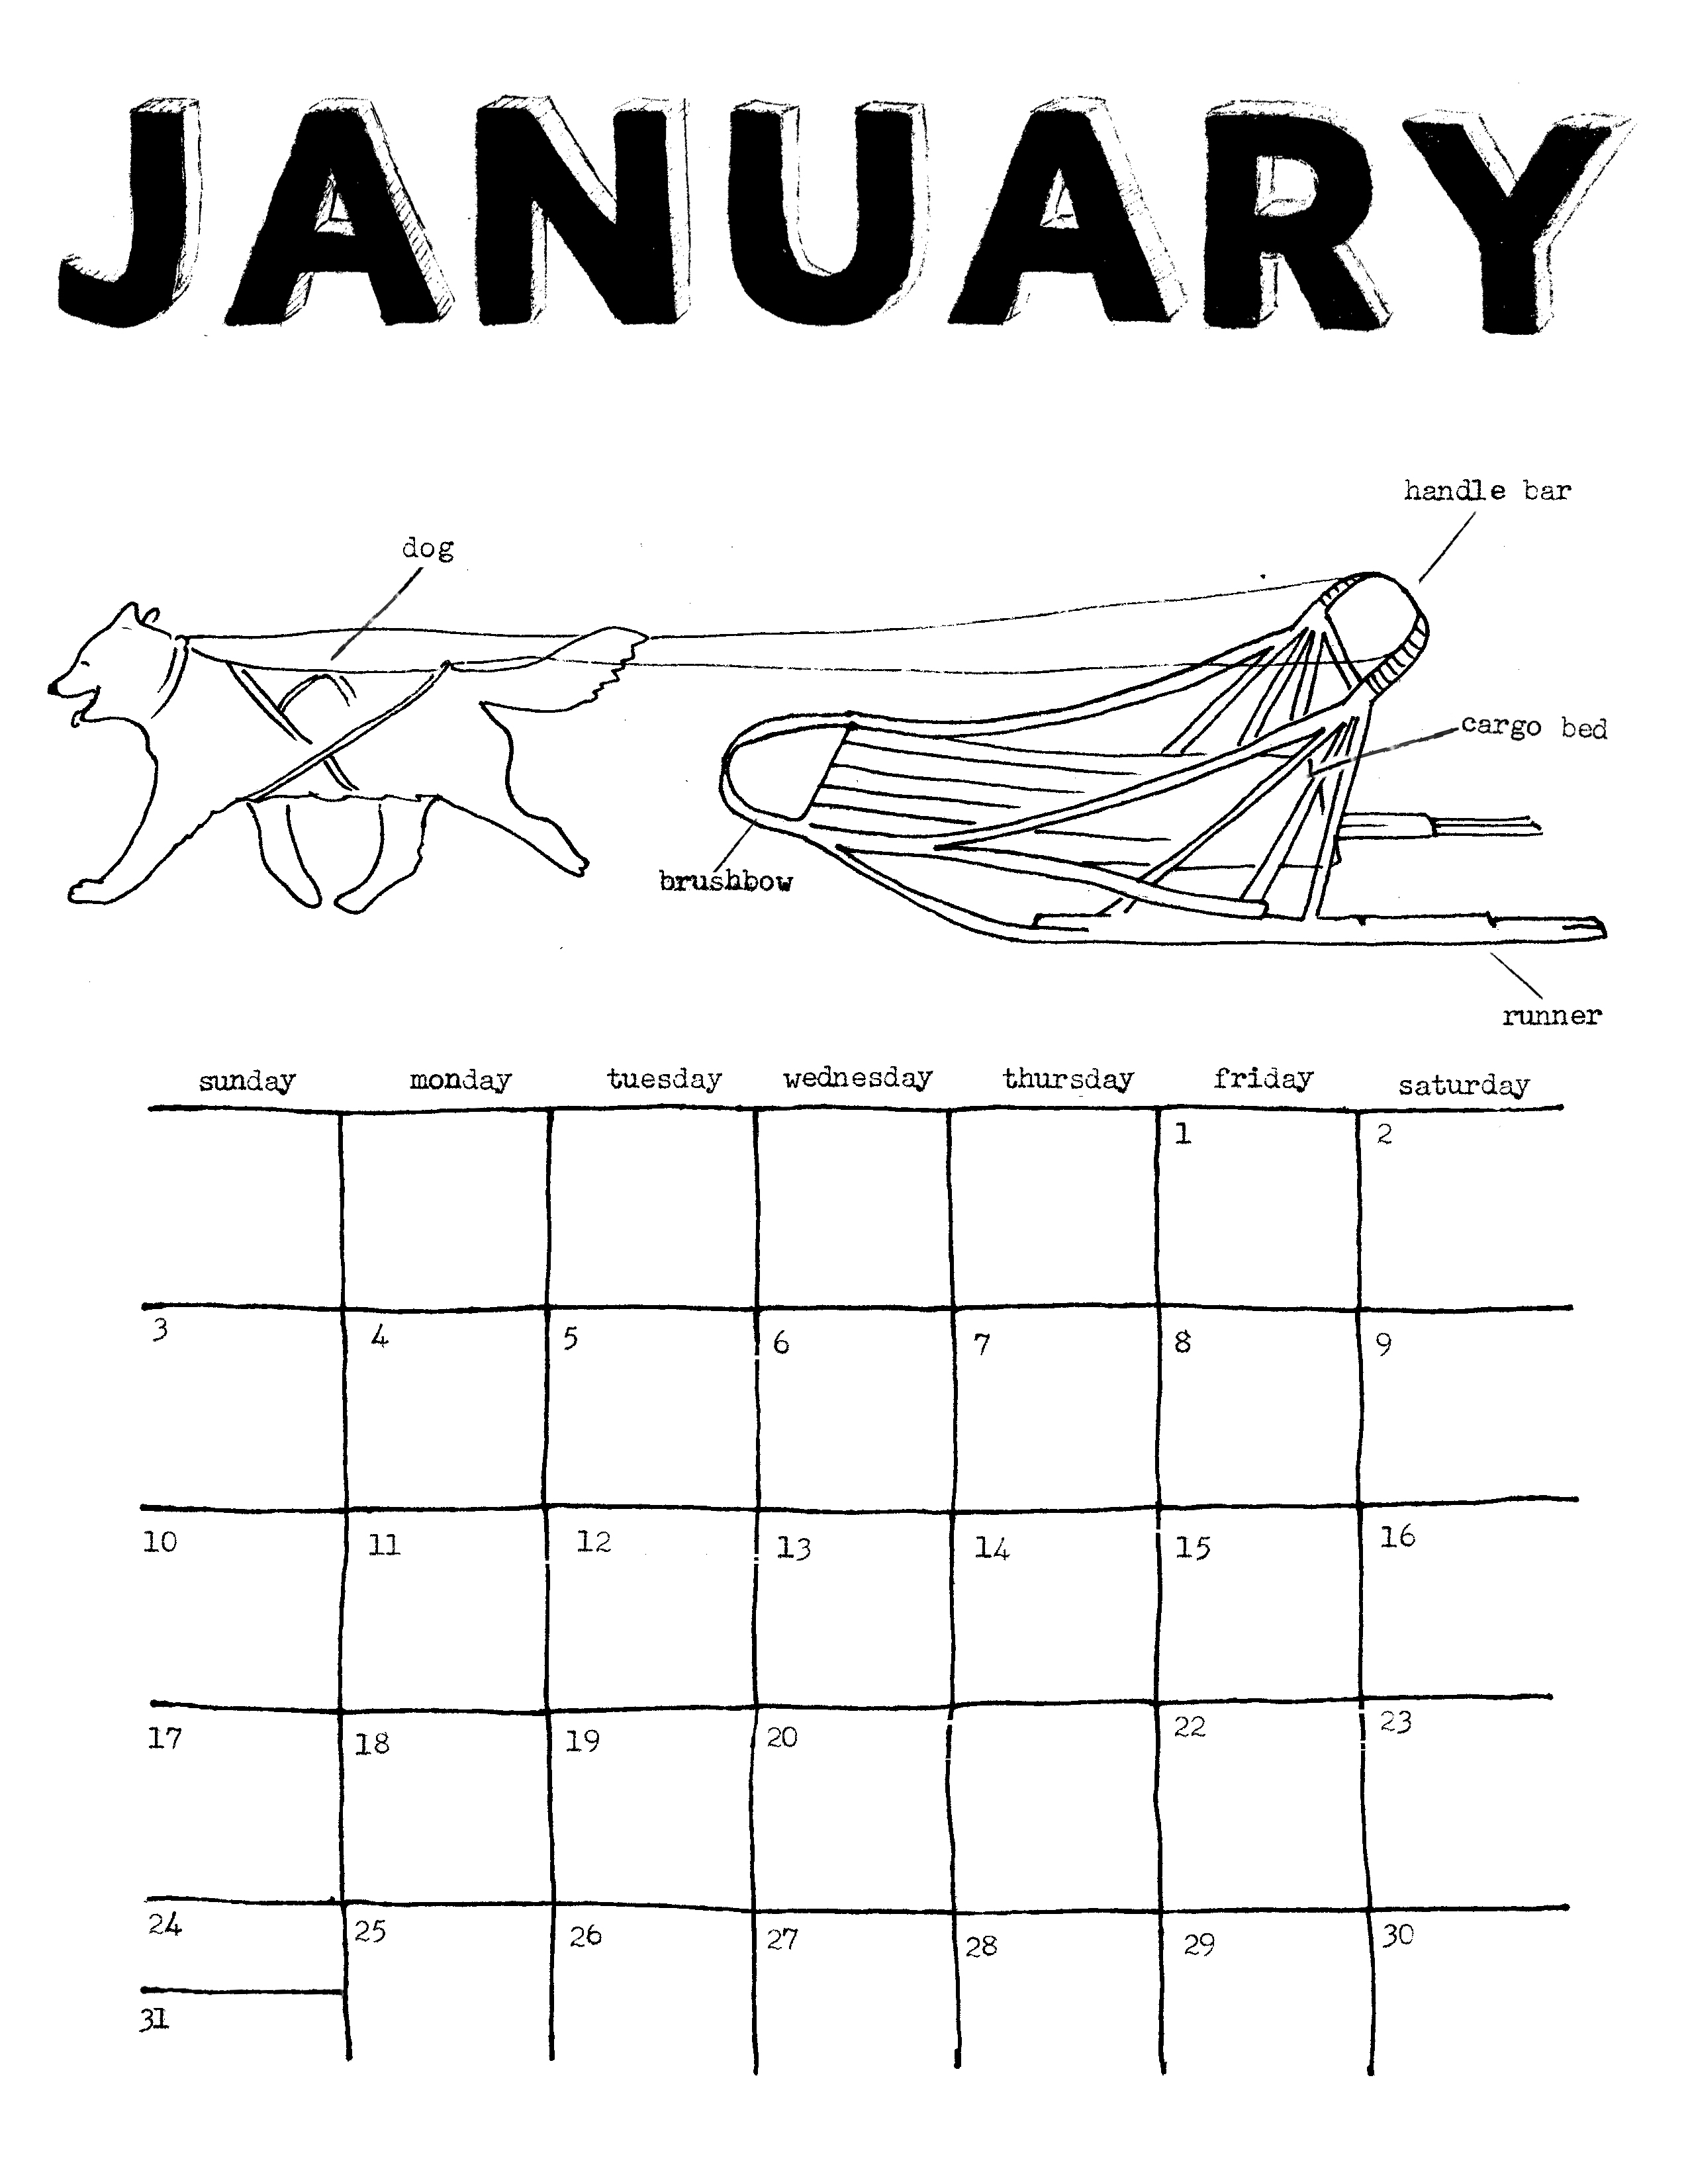 JANUARY
handle bar
dog
cargo bed
brushbow
runner
sunday monday tuesday wednesday thursday friday saturday
1 2
3 4 5 6 7 8 9
10 11 12 13 14 15 16
17 18 19 20 22 23
24 25 26 27 28 29 30
31